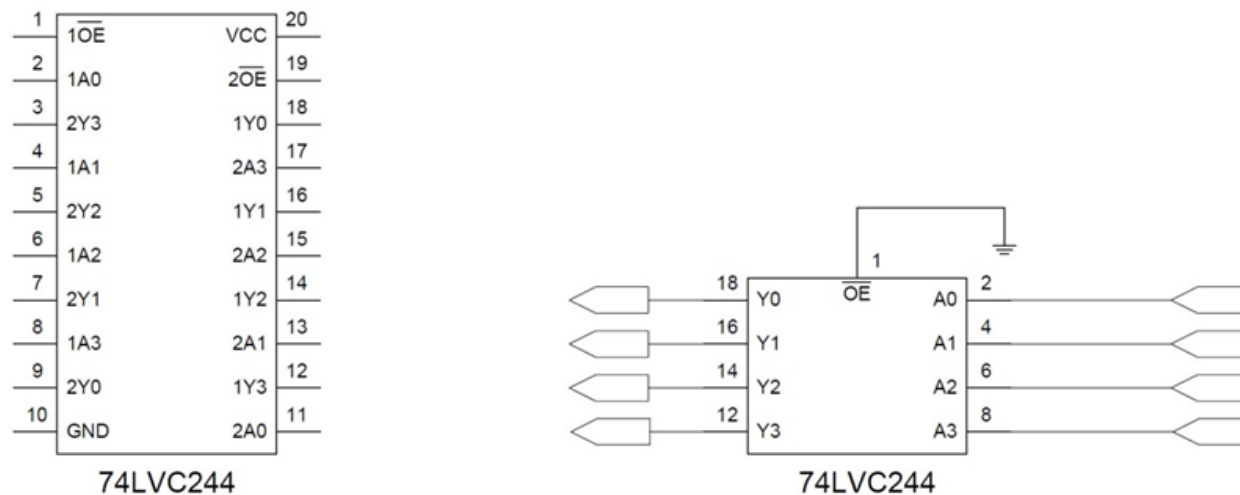 1 1OE VCC 20
2 1A0 2OE 19
3 2Y3 1Y0 18
4 1A1 2A3 17
5 2Y2 1Y1 16
6 1A2 2A2 15
7 2Y1 1Y2 14
8 1A3 2A1 13
9 2Y0 1Y3 12
10 GND 2A0 11
74LVC244
1
OE
18 Y0 A0 2
16 Y1 A1 4
14 Y2 A2 6
12 Y3 A3 8
74LVC244